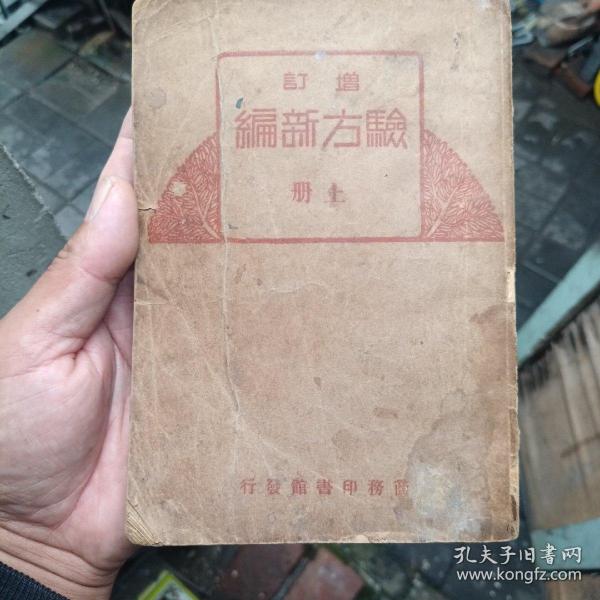 增訂
驗方新編
上册
商務印書館發行
孔夫子旧书网
www.kongfz.com